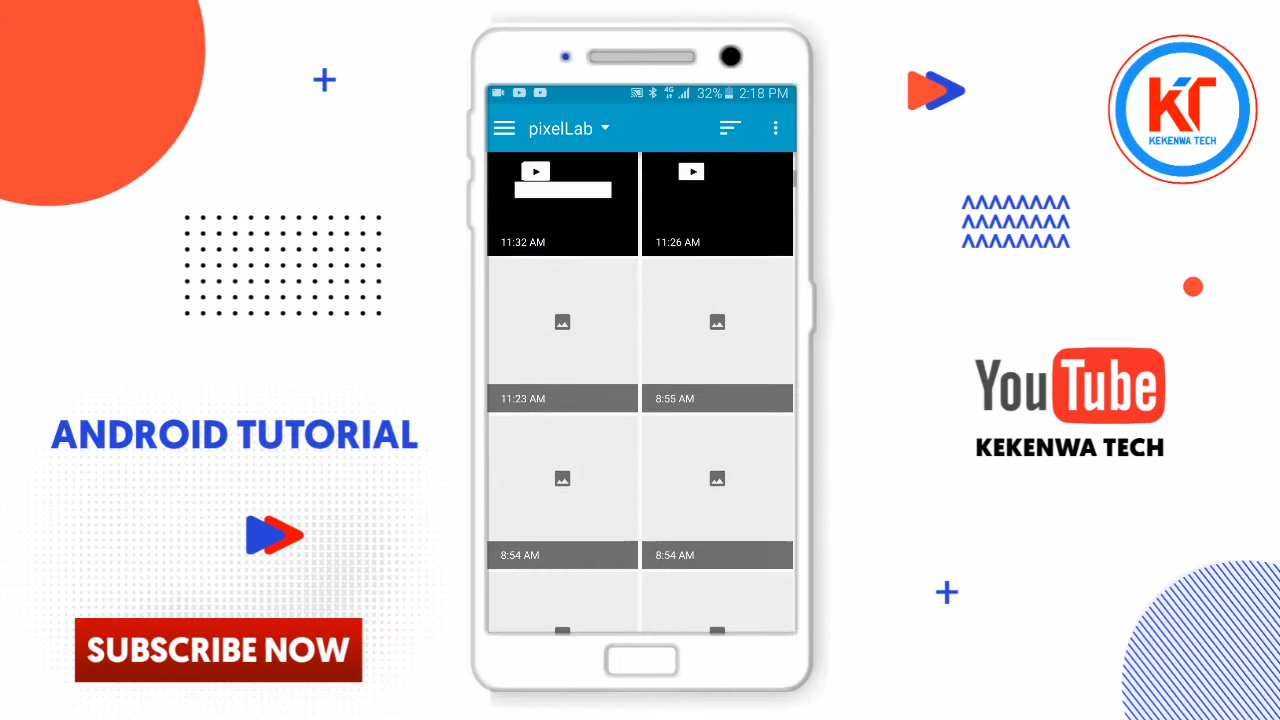 4G 32% 2:18 PM
pixelLab
11:32 AM
11:26 AM
11:23 AM
8:55 AM
8:54 AM
8:54 AM
ANDROID TUTORIAL
SUBSCRIBE NOW
KT
KEKENWA TECH
YouTube
KEKENWA TECH